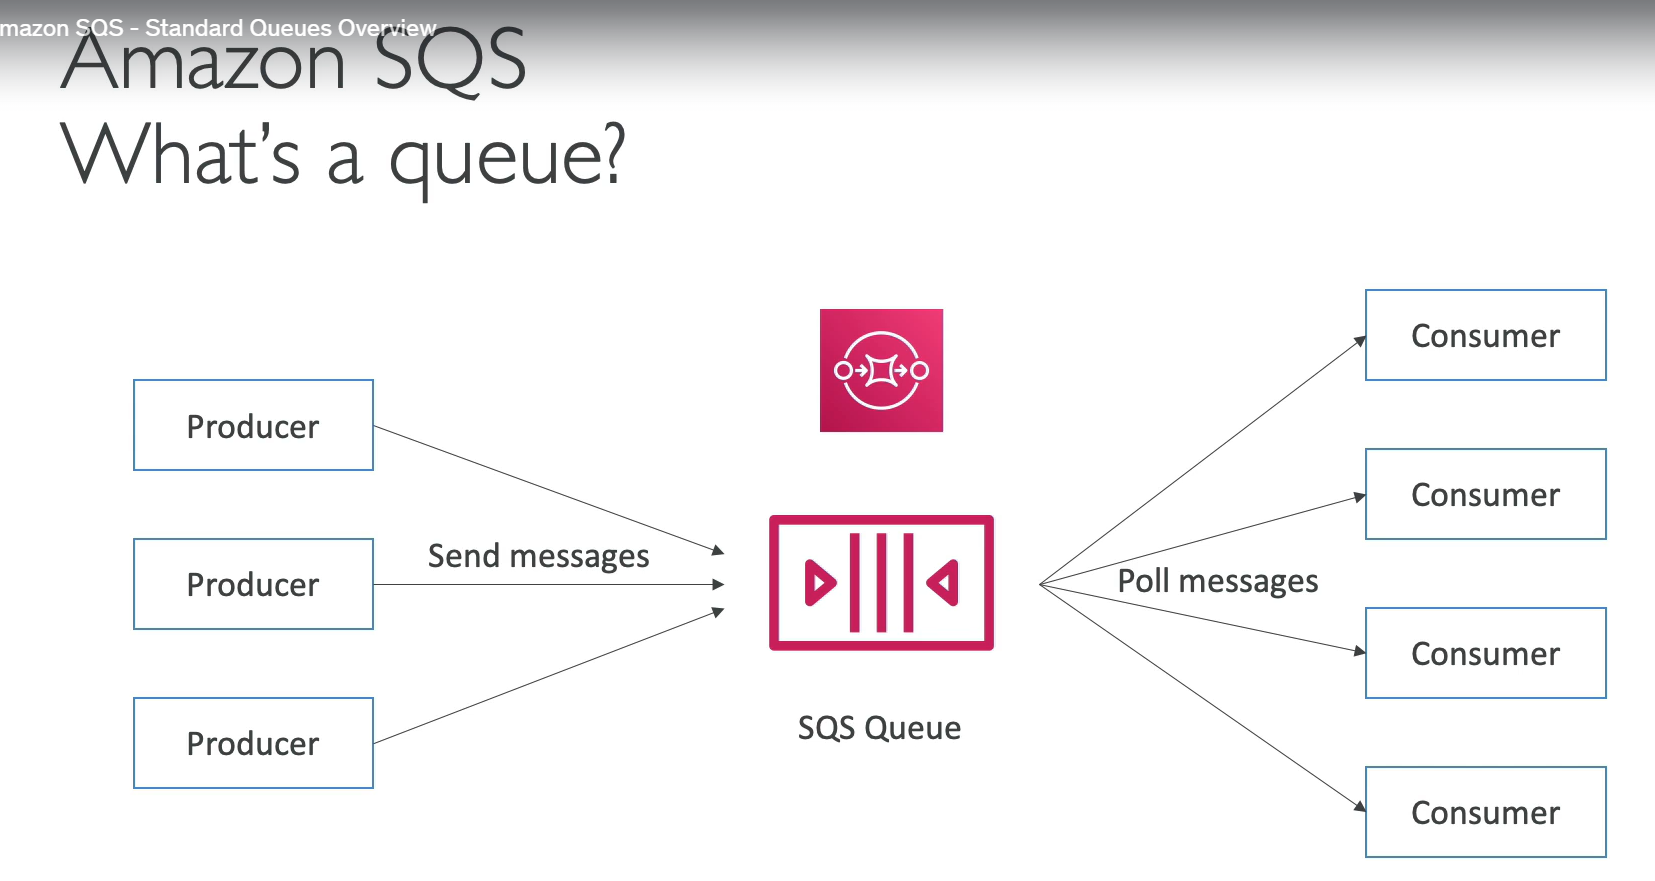 mazon SQS - Standard Queues Overview
Amazon SQS
What's a queue?
Producer
Producer
Producer
Send messages
SQS Queue
Poll messages
Consumer
Consumer
Consumer
Consumer